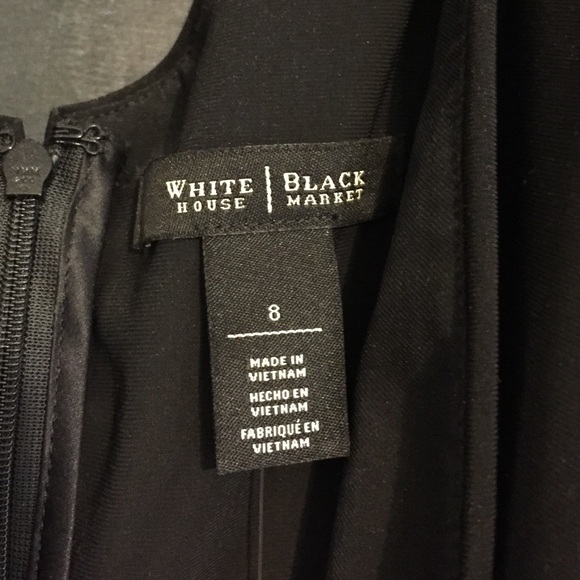 WHITE | BLACK
HOUSE MARKET
8
MADE IN
VIETNAM
HECHO EN
VIETNAM
FABRIQUÉ EN
VIETNAM